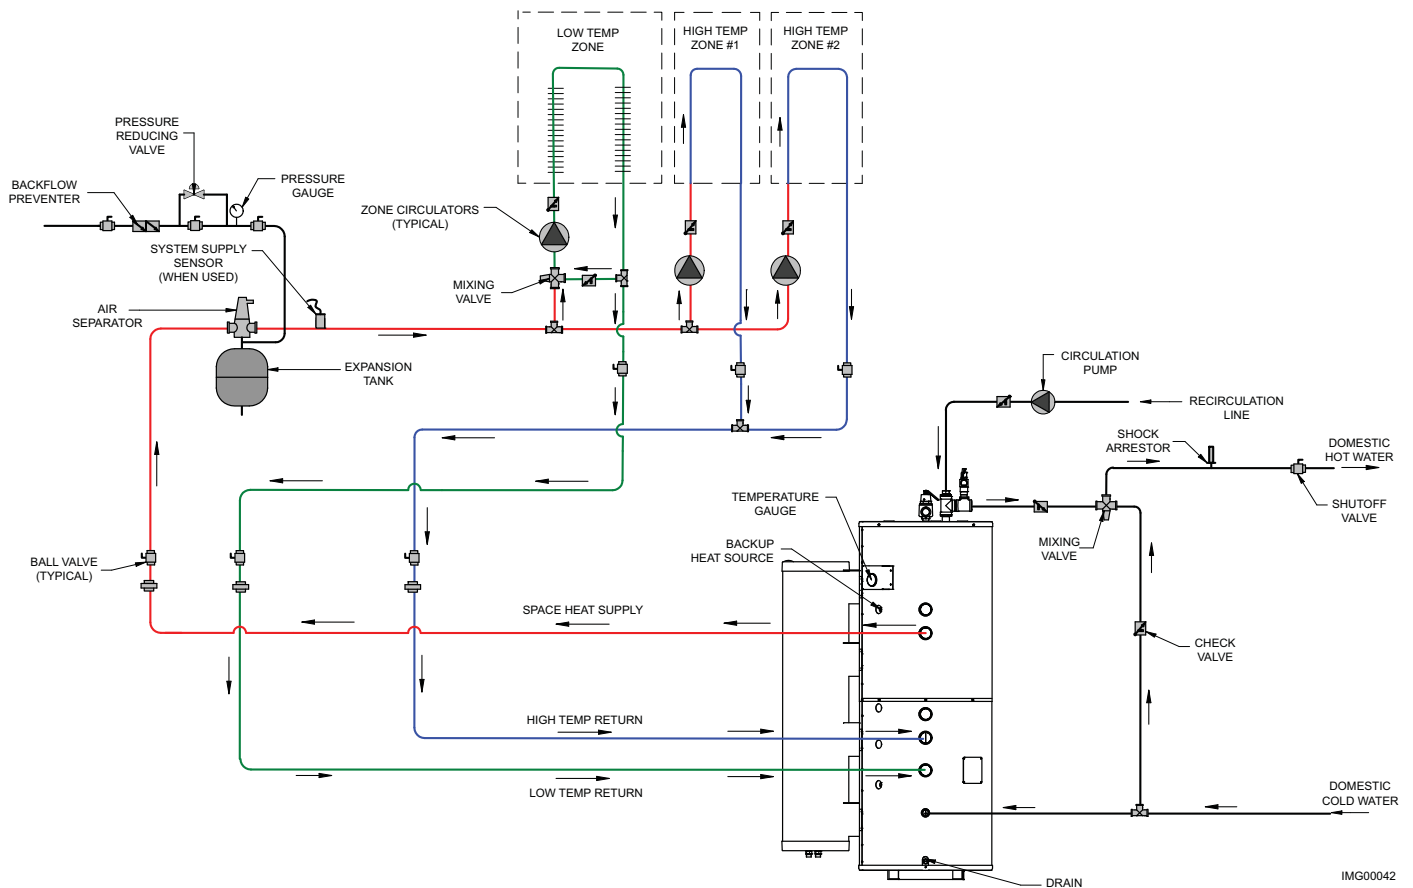 LOW TEMP
ZONE
HIGH TEMP
ZONE #1
HIGH TEMP
ZONE #2
PRESSURE
REDUCING
VALVE
BACKFLOW
PREVENTER
PRESSURE
GAUGE
ZONE CIRCULATORS
(TYPICAL)
SYSTEM SUPPLY
SENSOR
(WHEN USED)
MIXING
VALVE
AIR
SEPARATOR
EXPANSION
TANK
CIRCULATION
PUMP
RECIRCULATION
LINE
SHOCK
ARRESTOR
DOMESTIC
HOT WATER
TEMPERATURE
GAUGE
SHUTOFF
VALVE
MIXING
VALVE
BACKUP
HEAT SOURCE
BALL VALVE
(TYPICAL)
SPACE HEAT SUPPLY
CHECK
VALVE
HIGH TEMP RETURN
LOW TEMP RETURN
DOMESTIC
COLD WATER
DRAIN
IMG00042